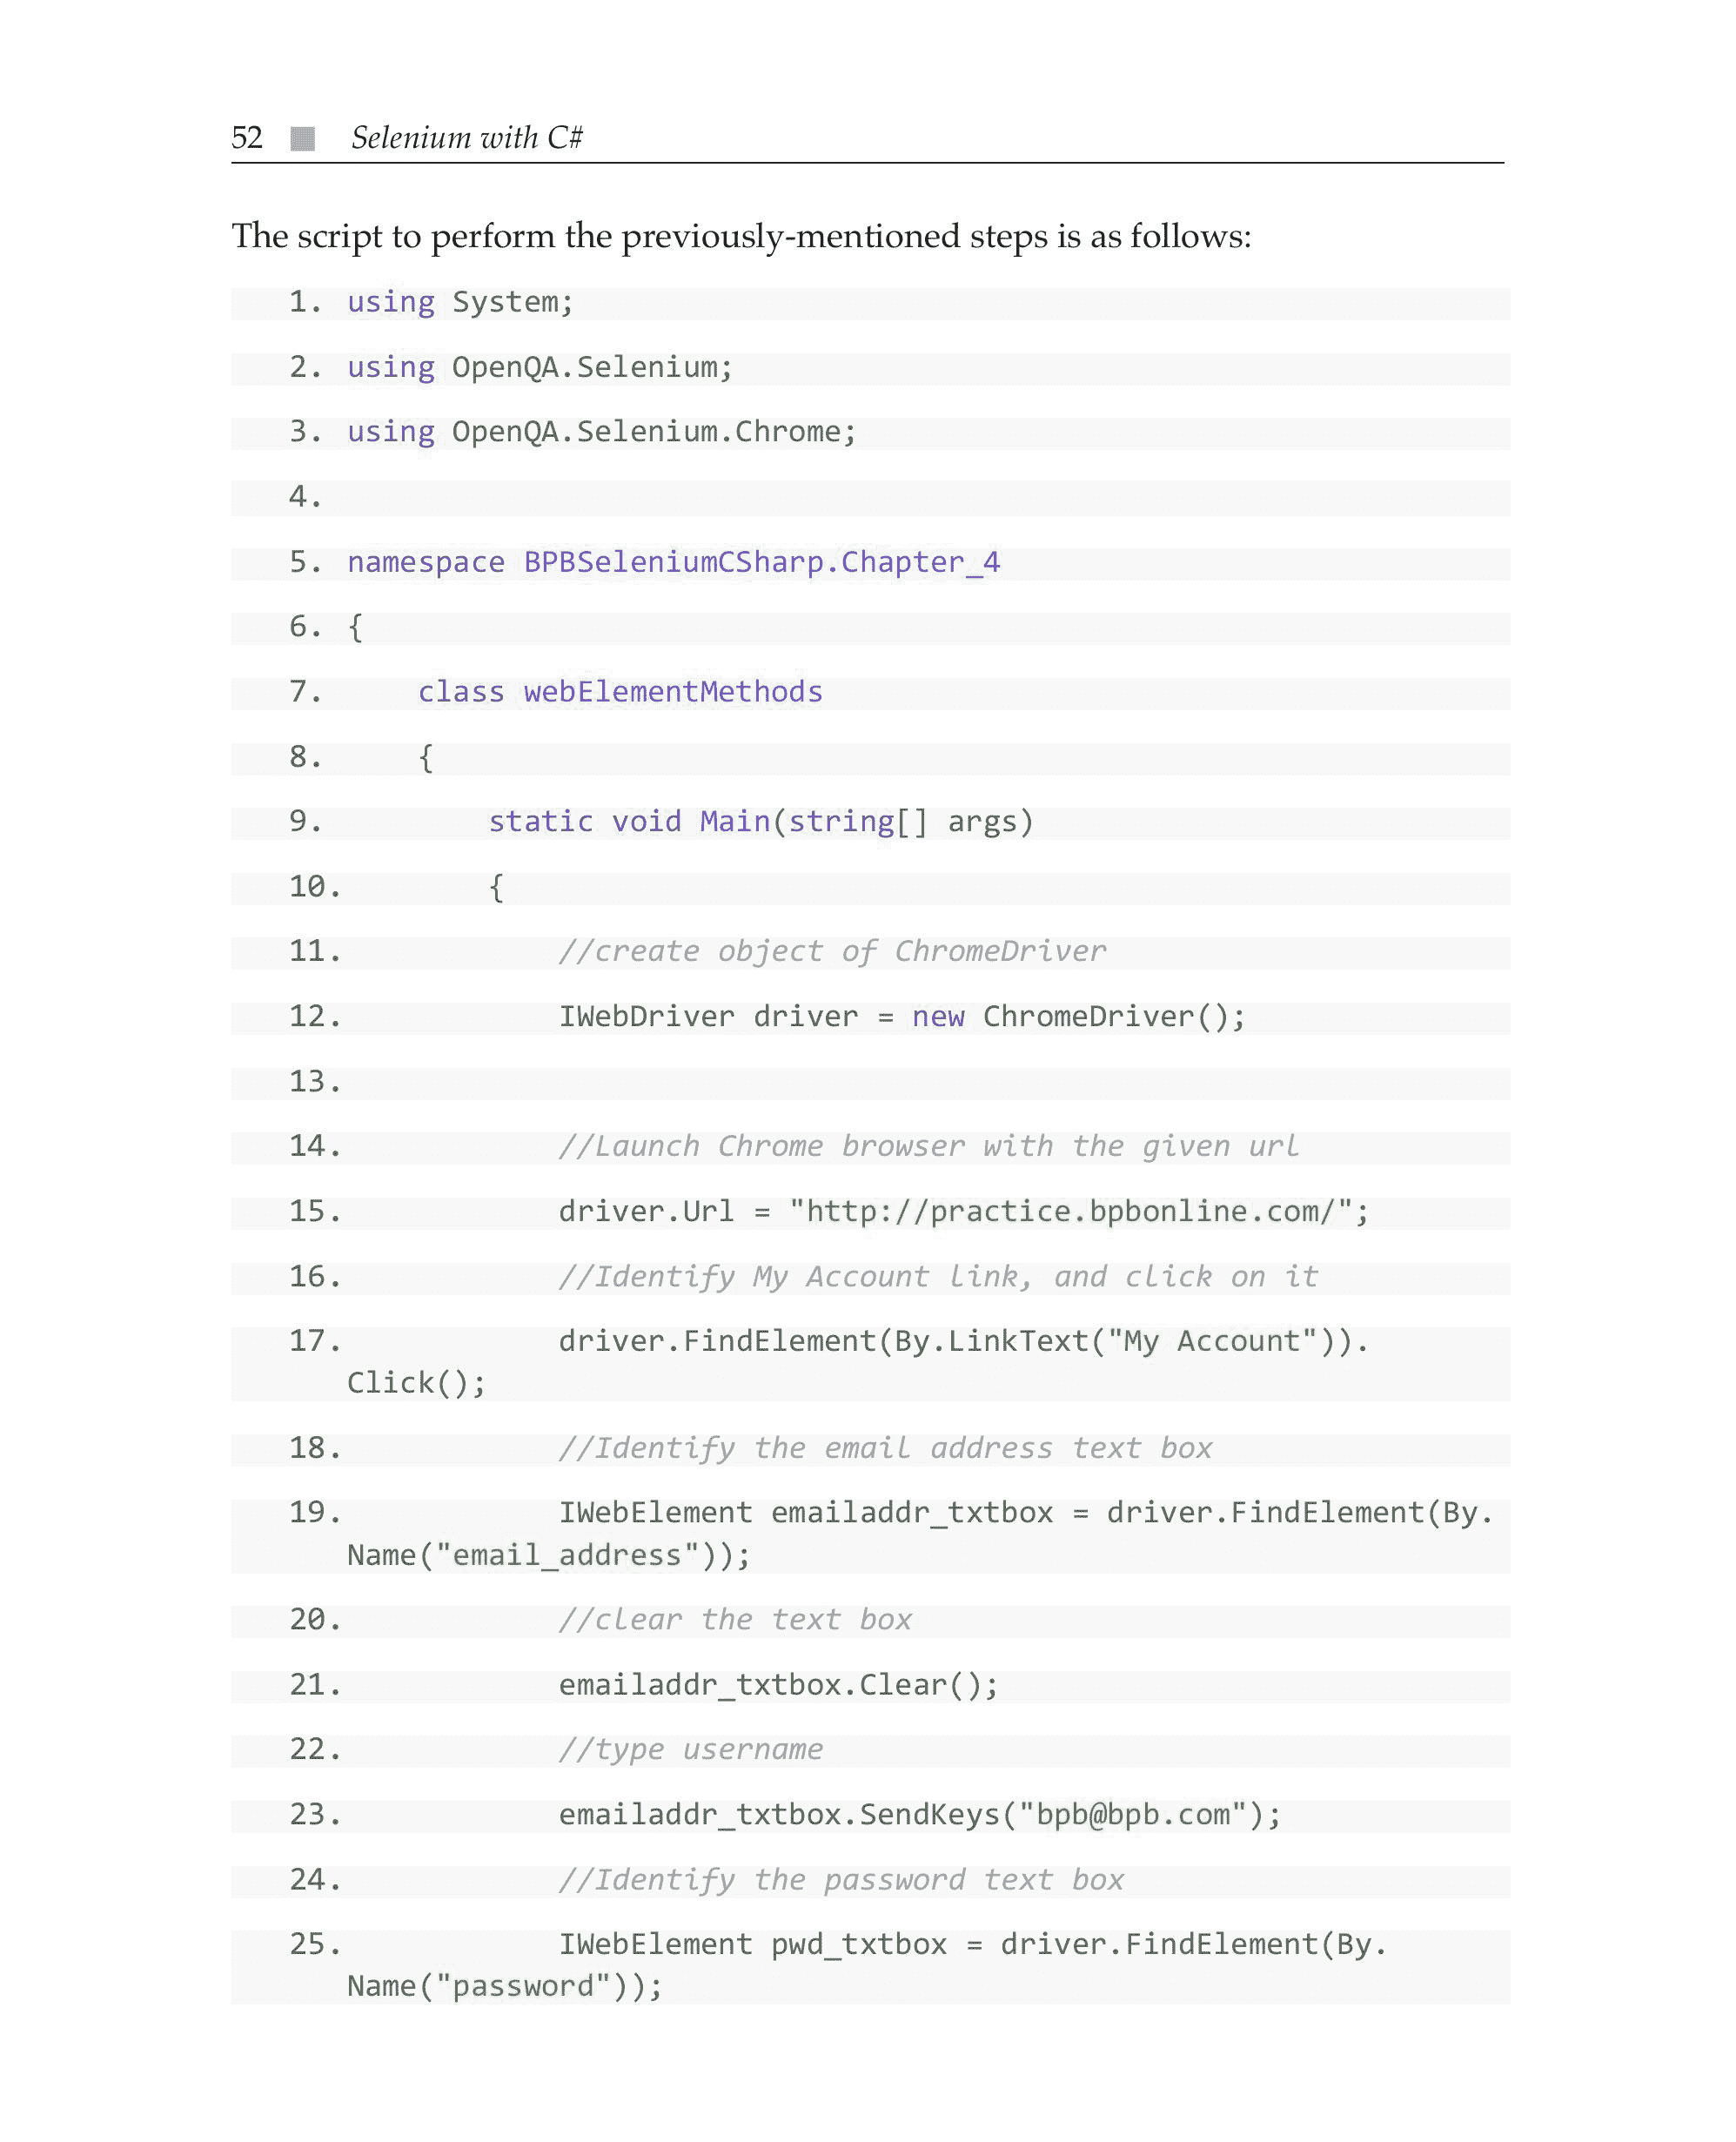 52 Selenium with C#
The script to perform the previously-mentioned steps is as follows:
1. using System;
2. using OpenQA.Selenium;
3. using OpenQA.Selenium.Chrome;
4.
5. namespace BPBSeleniumCSharp.Chapter_4
6. {
7.     class webElementMethods
8.     {
9.         static void Main(string[] args)
10.         {
11.             //create object of ChromeDriver
12.             IWebDriver driver = new ChromeDriver();
13.
14.             //Launch Chrome browser with the given url
15.             driver.Url = "http://practice.bpbonline.com/";
16.             //Identify My Account link, and click on it
17.             driver.FindElement(By.LinkText("My Account")).
Click();
18.             //Identify the email address text box
19.             IWebElement emailaddr_txtbox = driver.FindElement(By.
Name("email_address"));
20.             //clear the text box
21.             emailaddr_txtbox.Clear();
22.             //type username
23.             emailaddr_txtbox.SendKeys("bpb@bpb.com");
24.             //Identify the password text box
25.             IWebElement pwd_txtbox = driver.FindElement(By.
Name("password"));